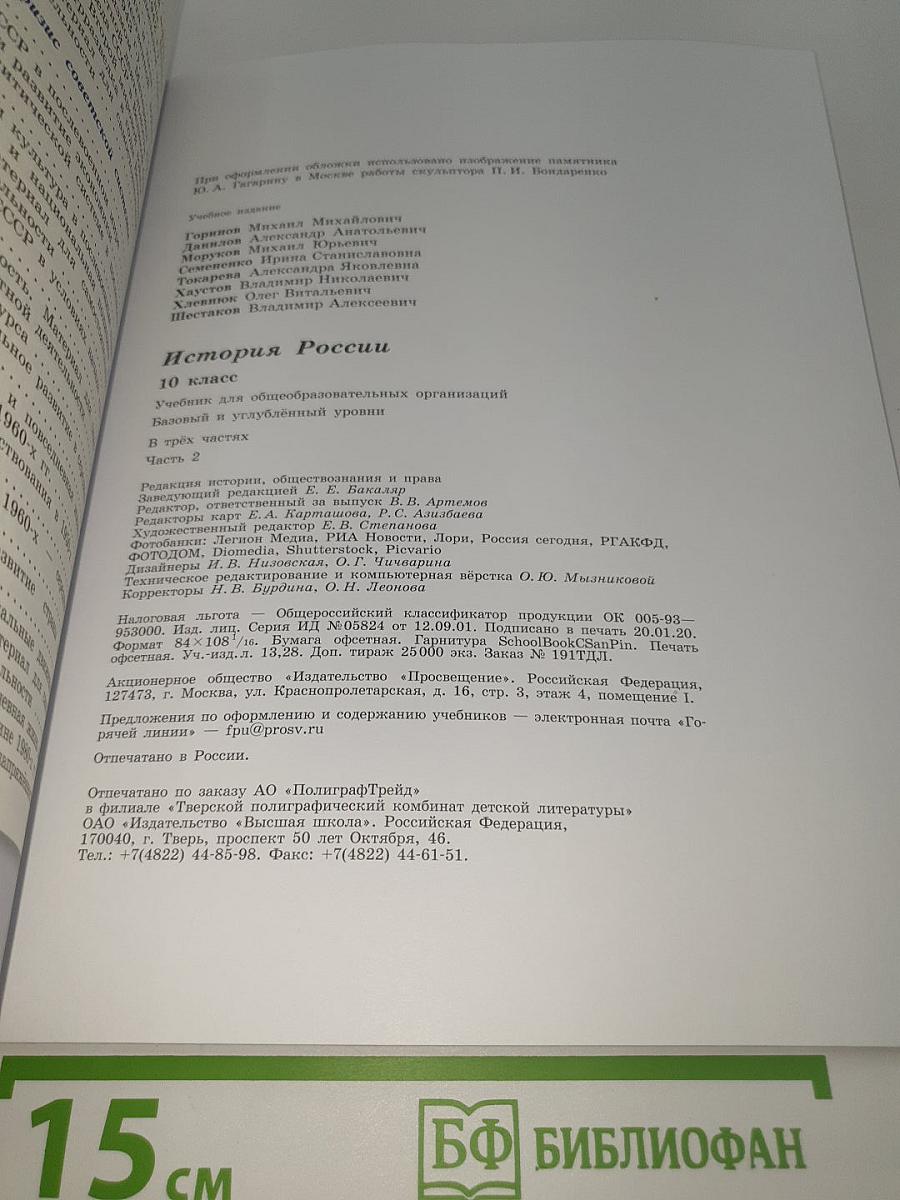 При оформлении обложки использовано изображение памятника
Ю. А. Гагарину в Москве работы скульптора П. И. Бондаренко
Учебное издание
Горинов Михаил Михайлович
Данилов Александр Анатольевич
Моруков Михаил Юрьевич
Семененко Ирина Станиславовна
Токарева Александра Яковлевна
Хаустов Владимир Николаевич
Хлевнюк Олег Витальевич
Шестаков Владимир Алексеевич
История России
10 класс
Учебник для общеобразовательных организаций
Базовый и углублённый уровни
В трёх частях
Часть 2
Редакция истории, обществознания и права
Заведующий редакцией Е. Е. Бакаляр
Редактор, ответственный за выпуск В. В. Артемов
Редакторы карт Е. А. Карташова, Р. С. Азизбаева
Художественный редактор Е. В. Степанова
Фотобанки: Легион Медиа, РИА Новости, Лори, Россия сегодня, РГАКФД,
ФОТОДОМ, Diomedia, Shutterstock, Picvario
Дизайнеры И. В. Низовская, О. Г. Чичварина
Техническое редактирование и компьютерная вёрстка О. Ю. Мызниковой
Корректоры Н. В. Бурдина, О. Н. Леонова
Налоговая льгота — Общероссийский классификатор продукции ОК 005-93—
953000. Изд. лиц. Серия ИД №05824 от 12.09.01. Подписано в печать 20.01.20.
Формат 84×108 1/16. Бумага офсетная. Гарнитура SchoolBookCSanPin. Печать
офсетная. Уч.-изд. л. 13,28. Доп. тираж 25000 экз. Заказ № 191ТДЛ.
Акционерное общество «Издательство «Просвещение». Российская Федерация,
127473, г. Москва, ул. Краснопролетарская, д. 16, стр. 3, этаж 4, помещение I.
Предложения по оформлению и содержанию учебников — электронная почта «Го-
рячей линии» — fpu@prosv.ru
Отпечатано в России.
Отпечатано по заказу АО «ПолиграфТрейд»
в филиале «Тверской полиграфический комбинат детской литературы»
ОАО «Издательство «Высшая школа». Российская Федерация,
170040, г. Тверь, проспект 50 лет Октября, 46.
Тел.: +7(4822) 44-85-98. Факс: +7(4822) 44-61-51.
15 см
БФ БИБЛИОФАН